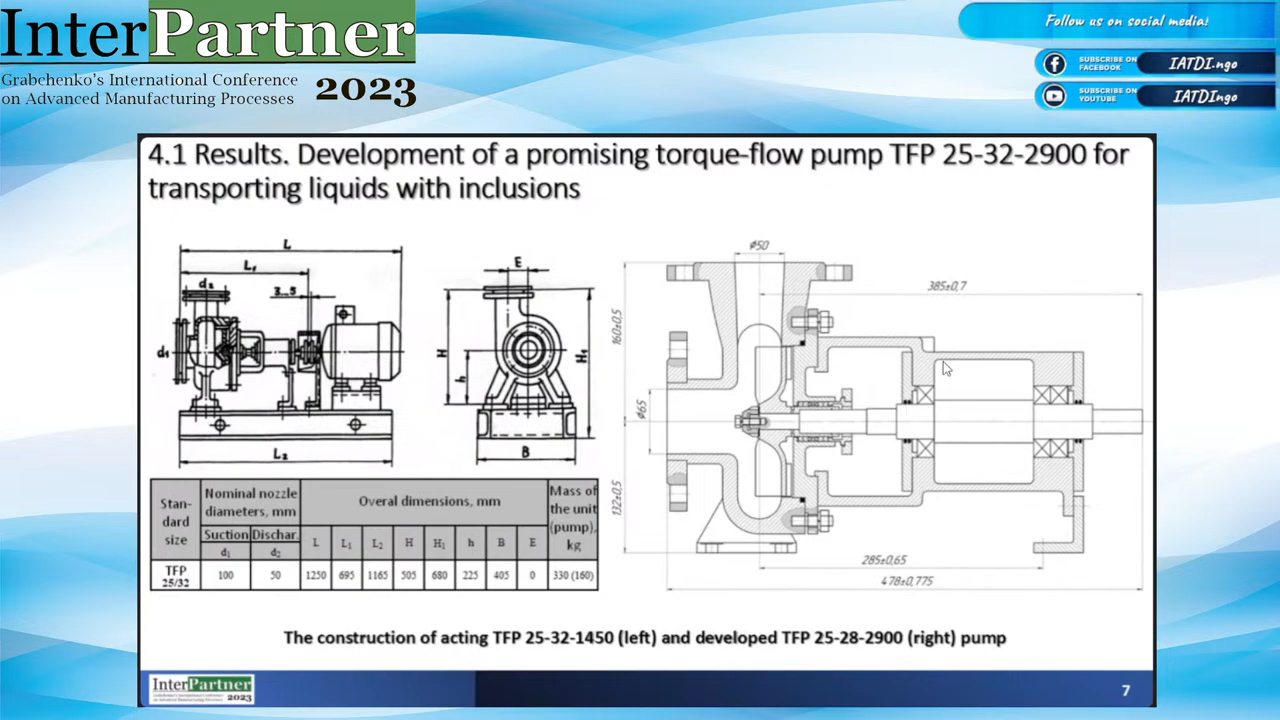 InterPartner
Grabchenko's International Conference
on Advanced Manufacturing Processes
2023
Follow us on social media!
SUBSCRIBE ON FACEBOOK
IATDI.ngo
SUBSCRIBE ON YOUTUBE
IATDIngo
4.1 Results. Development of a promising torque-flow pump TFP 25-32-2900 for
transporting liquids with inclusions
L
L₁
d₂
3...5
d₁
L₂
E
H
h
H₁
B
Ø50
385±0,7
160±0,5
Ø65
132±0,5
285±0,65
478±0,775
Stan-
dard
size
Nominal nozzle
diameters, mm
Overal dimensions, mm
Mass of
the unit
(pump),
kg
Suction Dischar.
d₁ d₂ L L₁ L₂ H H₁ h B E
TFP
25/32
100 50 1250 695 1165 505 680 225 405 0 330 (160)
The construction of acting TFP 25-32-1450 (left) and developed TFP 25-28-2900 (right) pump
InterPartner
2023
7